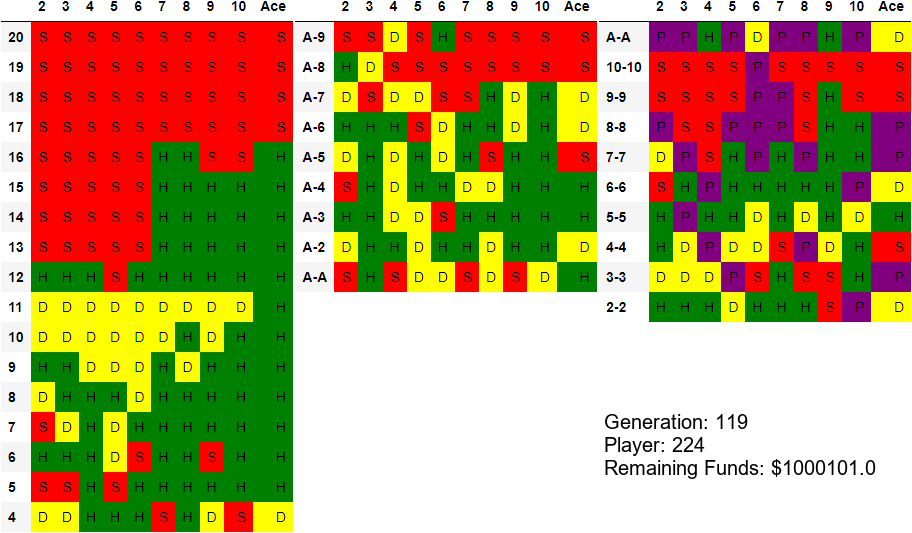 2 3 4 5 6 7 8 9 10 Ace
20 S S S S S S S S S S
19 S S S S S S S S S S
18 S S S S S S S S S S
17 S S S S S S S S S S
16 S S S S S H H S S H
15 S S S S S H H H H H
14 S S S S S H H H H H
13 S S S S S H H H H H
12 H H H S H H H H H H
11 D D D D D D D D D H
10 D D D D D D H D H H
9 H H D D D H D H H H
8 D H H H D H H H H H
7 S D H D H H H H H H
6 H H H D S H H S H H
5 S S H S H H H H H H
4 D D H H H S H D S D
2 3 4 5 6 7 8 9 10 Ace
A-9 S S D S H S S S S S
A-8 H D S S S S S S S S
A-7 D S D D S S H D H D
A-6 H H H S D H H D H D
A-5 D H D H D H S H H S
A-4 S H D H H D D H H H
A-3 H H D D S H H H H H
A-2 D H H D H H D H H D
A-A S H S D D S D S D H
2 3 4 5 6 7 8 9 10 Ace
A-A P P H P D P P H P D
10-10 S S S S P S S S S S
9-9 S S S S P P S H S S
8-8 P S S P P P S H H P
7-7 D P S H P H P H H P
6-6 S H P H H H H H P D
5-5 H P H H D H D H D H
4-4 H D P D D S P D H S
3-3 D D D P S H S S H P
2-2 H H H D H H H S P D
Generation: 119
Player: 224
Remaining Funds: $1000101.0